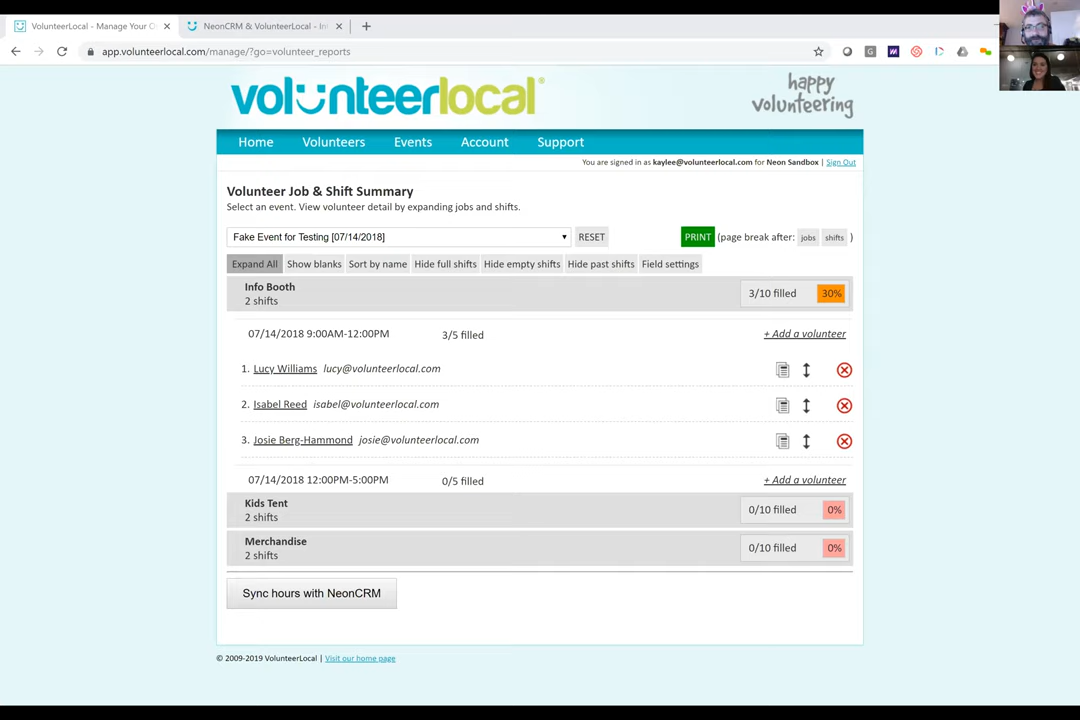 VolunteerLocal - Manage Your O
NeonCRM & VolunteerLocal - In
app.volunteerlocal.com/manage/?go=volunteer_reports
volunteerlocal®
happy
volunteering
Home Volunteers Events Account Support
You are signed in as kaylee@volunteerlocal.com for Neon Sandbox | Sign Out
Volunteer Job & Shift Summary
Select an event. View volunteer detail by expanding jobs and shifts.
Fake Event for Testing [07/14/2018] RESET PRINT (page break after: jobs shifts )
Expand All Show blanks Sort by name Hide full shifts Hide empty shifts Hide past shifts Field settings
Info Booth
2 shifts
3/10 filled 30%
07/14/2018 9:00AM-12:00PM 3/5 filled + Add a volunteer
1. Lucy Williams lucy@volunteerlocal.com
2. Isabel Reed isabel@volunteerlocal.com
3. Josie Berg-Hammond josie@volunteerlocal.com
07/14/2018 12:00PM-5:00PM 0/5 filled + Add a volunteer
Kids Tent
2 shifts
0/10 filled 0%
Merchandise
2 shifts
0/10 filled 0%
Sync hours with NeonCRM
© 2009-2019 VolunteerLocal | Visit our home page